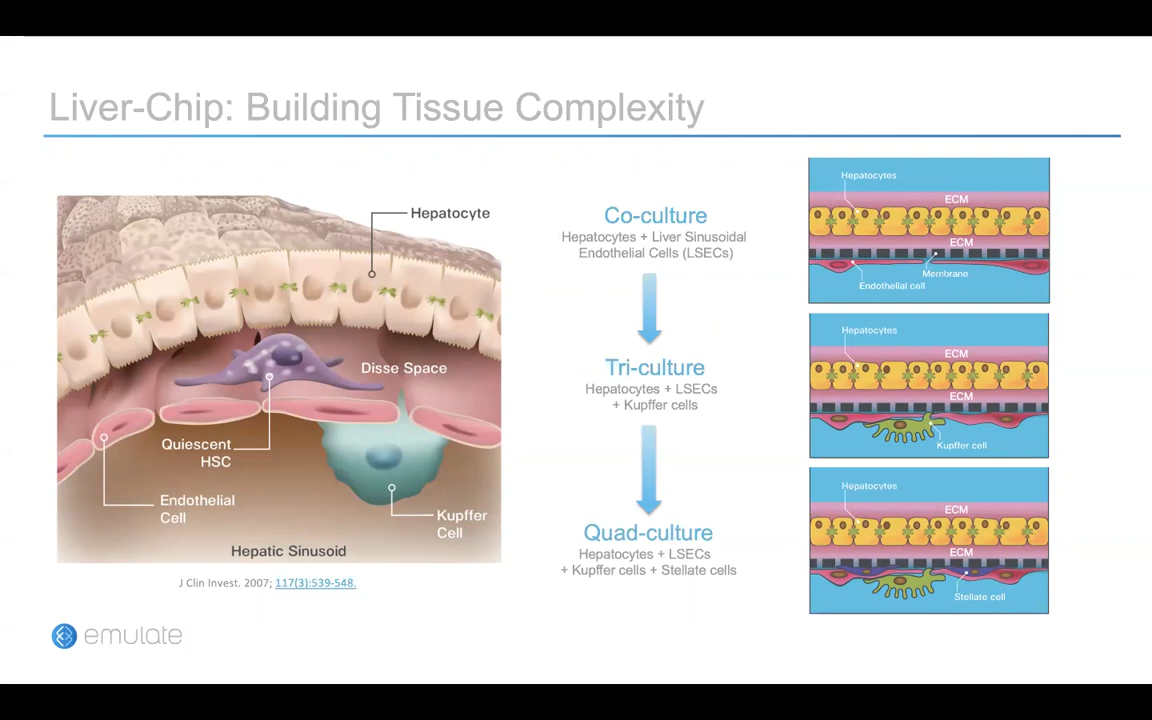 Liver-Chip: Building Tissue Complexity
Hepatocyte
Disse Space
Quiescent
HSC
Endothelial
Cell
Kupffer
Cell
Hepatic Sinusoid
J Clin Invest. 2007; 117(3):539-548.
Co-culture
Hepatocytes + Liver Sinusoidal
Endothelial Cells (LSECs)
Tri-culture
Hepatocytes + LSECs
+ Kupffer cells
Quad-culture
Hepatocytes + LSECs
+ Kupffer cells + Stellate cells
Hepatocytes
ECM
ECM
Membrane
Endothelial cell
Hepatocytes
ECM
ECM
Kupffer cell
Hepatocytes
ECM
ECM
Stellate cell
emulate